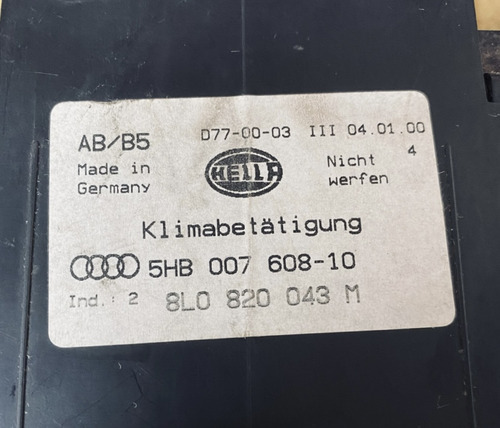 AB/B5 D77-00-03 III 04.01.00
Made in Germany
HELLA
Nicht werfen
4
Klimabetätigung
5HB 007 608-10
Ind.: 2 8L0 820 043 M